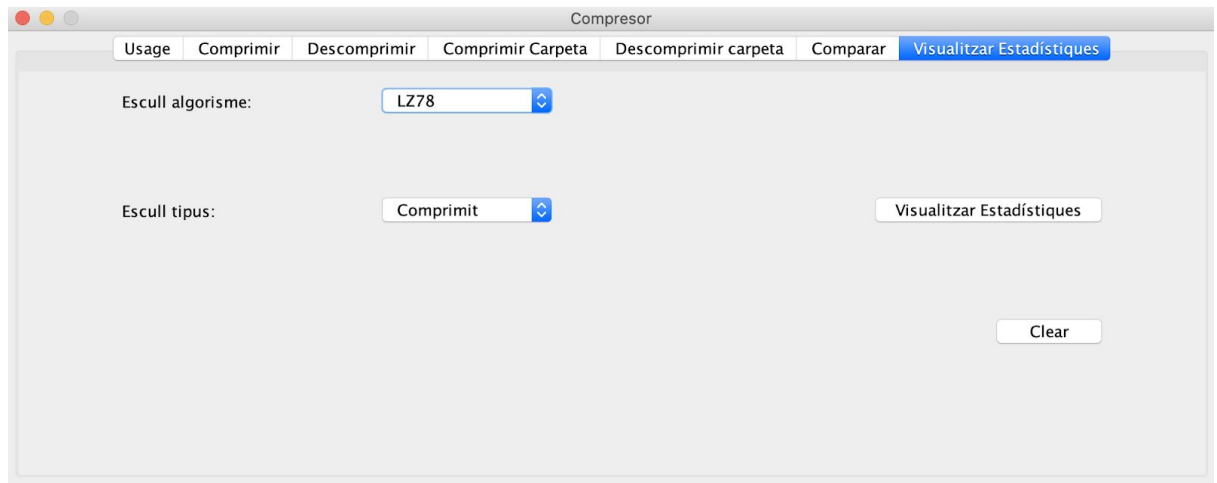 Compresor
Usage Comprimir Descomprimir Comprimir Carpeta Descomprimir carpeta Comparar Visualitzar Estadístiques
Escull algorisme: LZ78
Escull tipus: Comprimit Visualitzar Estadístiques
Clear